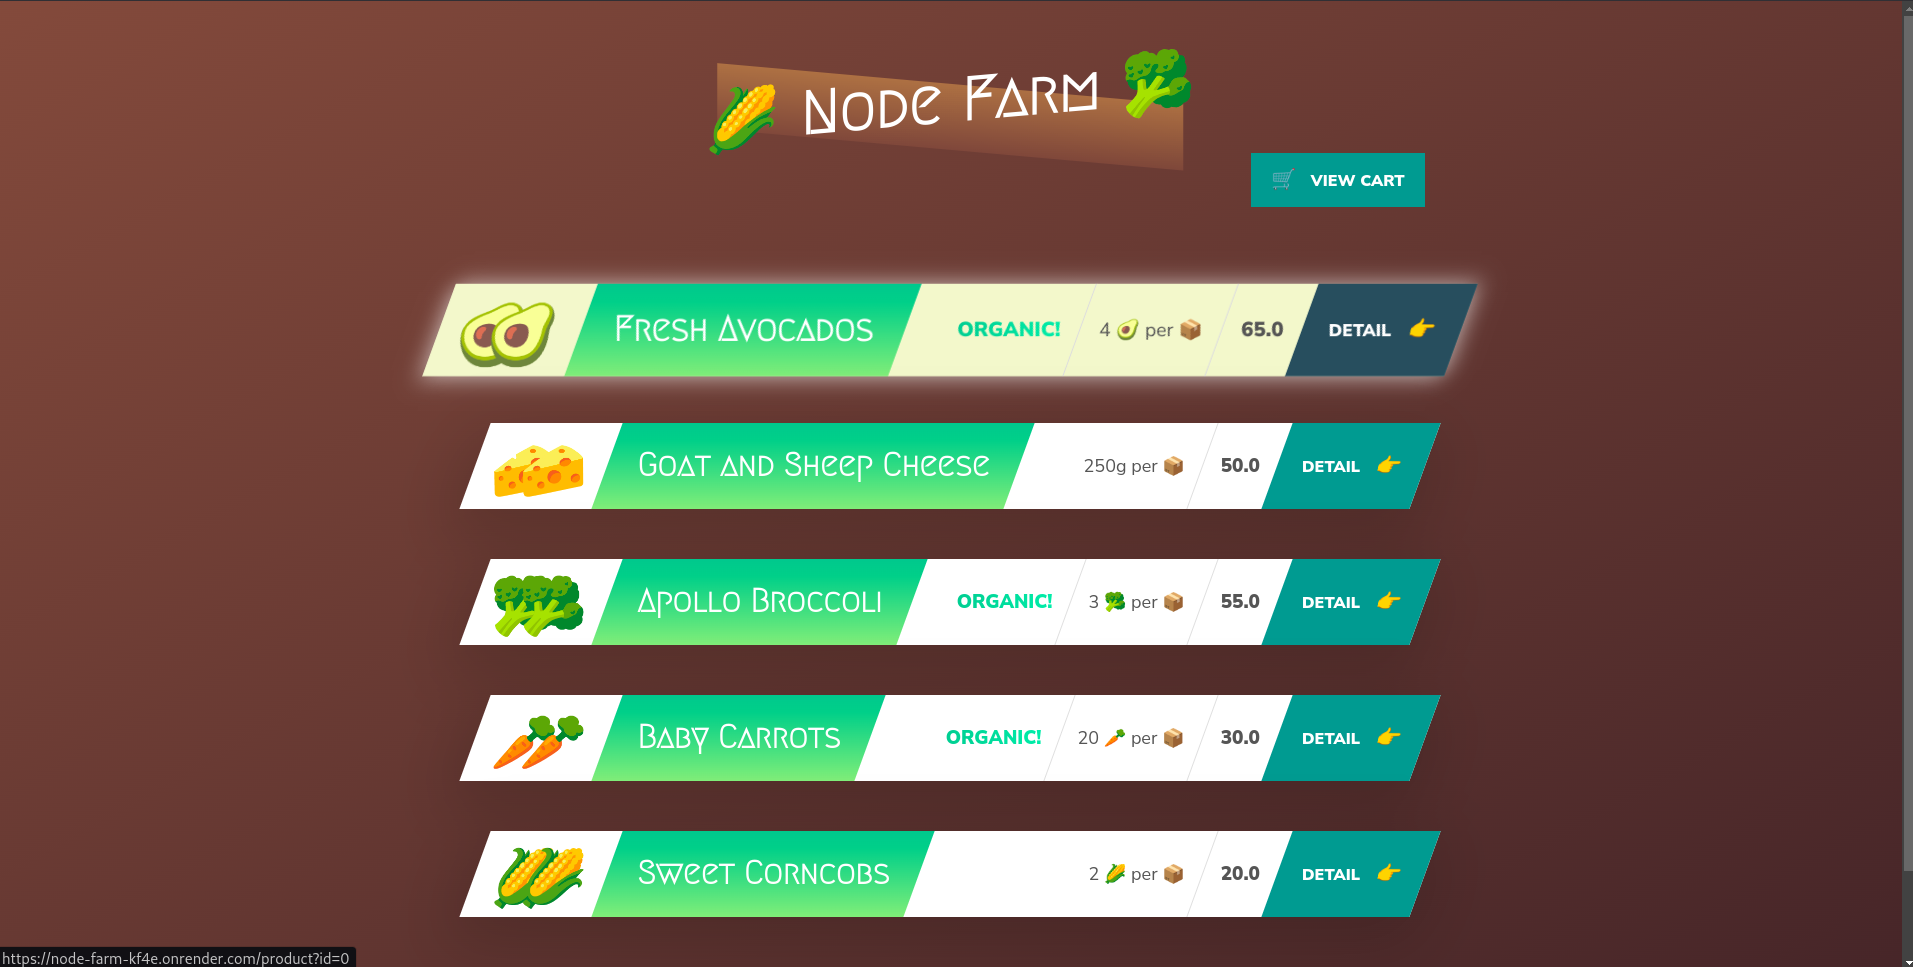 Node Farm
VIEW CART
Fresh Avocados ORGANIC! 4 🥑 per 📦 65.0 DETAIL 👉
Goat and Sheep Cheese 250g per 📦 50.0 DETAIL 👉
Apollo Broccoli ORGANIC! 3 🥦 per 📦 55.0 DETAIL 👉
Baby Carrots ORGANIC! 20 🥕 per 📦 30.0 DETAIL 👉
Sweet Corncobs 2 🌽 per 📦 20.0 DETAIL 👉
https://node-farm-kf4e.onrender.com/product?id=0